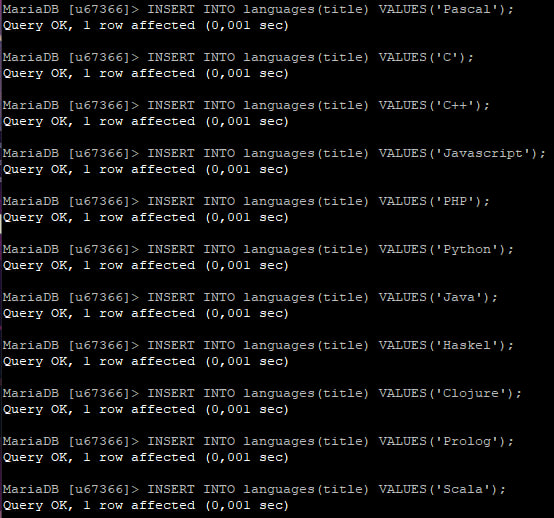 MariaDB [u67366]> INSERT INTO languages(title) VALUES('Pascal');
Query OK, 1 row affected (0,001 sec)
MariaDB [u67366]> INSERT INTO languages(title) VALUES('C');
Query OK, 1 row affected (0,001 sec)
MariaDB [u67366]> INSERT INTO languages(title) VALUES('C++');
Query OK, 1 row affected (0,001 sec)
MariaDB [u67366]> INSERT INTO languages(title) VALUES('Javascript');
Query OK, 1 row affected (0,001 sec)
MariaDB [u67366]> INSERT INTO languages(title) VALUES('PHP');
Query OK, 1 row affected (0,001 sec)
MariaDB [u67366]> INSERT INTO languages(title) VALUES('Python');
Query OK, 1 row affected (0,001 sec)
MariaDB [u67366]> INSERT INTO languages(title) VALUES('Java');
Query OK, 1 row affected (0,001 sec)
MariaDB [u67366]> INSERT INTO languages(title) VALUES('Haskel');
Query OK, 1 row affected (0,001 sec)
MariaDB [u67366]> INSERT INTO languages(title) VALUES('Clojure');
Query OK, 1 row affected (0,001 sec)
MariaDB [u67366]> INSERT INTO languages(title) VALUES('Prolog');
Query OK, 1 row affected (0,001 sec)
MariaDB [u67366]> INSERT INTO languages(title) VALUES('Scala');
Query OK, 1 row affected (0,001 sec)